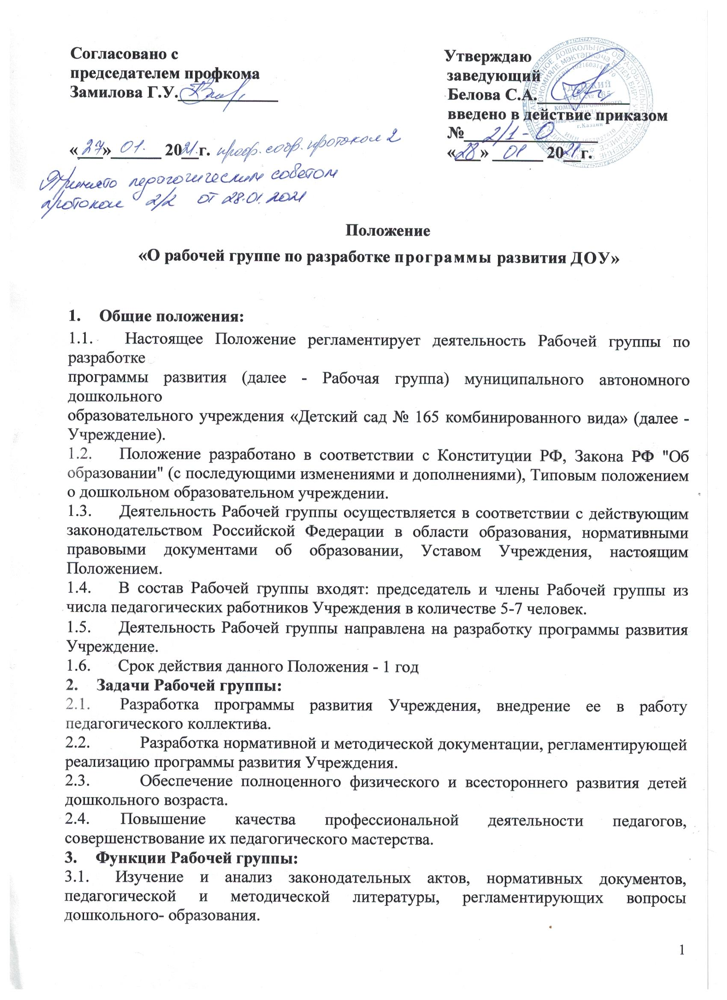 Согласовано с
председателем профкома
Замилова Г.У.
«27» 01. 2021.г. проф. собр. протокол 2
Принято педагогическим советом
протокол 2/2 от 28.01.2021
Утверждаю
заведующий
Белова С.А.
введено в действие приказом
№ 2/1-О
«28» 01 2021г.
«ДЕТСКИЙ
САД № 165
КОМБИНИРОВАННОГО
ВИДА»
г.Казани
Положение
«О рабочей группе по разработке программы развития ДОУ»
1. Общие положения:
1.1. Настоящее Положение регламентирует деятельность Рабочей группы по
разработке
программы развития (далее - Рабочая группа) муниципального автономного
дошкольного
образовательного учреждения «Детский сад № 165 комбинированного вида» (далее -
Учреждение).
1.2. Положение разработано в соответствии с Конституции РФ, Закона РФ "Об
образовании" (с последующими изменениями и дополнениями), Типовым положением
о дошкольном образовательном учреждении.
1.3. Деятельность Рабочей группы осуществляется в соответствии с действующим
законодательством Российской Федерации в области образования, нормативными
правовыми документами об образовании, Уставом Учреждения, настоящим
Положением.
1.4. В состав Рабочей группы входят: председатель и члены Рабочей группы из
числа педагогических работников Учреждения в количестве 5-7 человек.
1.5. Деятельность Рабочей группы направлена на разработку программы развития
Учреждение.
1.6. Срок действия данного Положения - 1 год
2. Задачи Рабочей группы:
2.1. Разработка программы развития Учреждения, внедрение ее в работу
педагогического коллектива.
2.2. Разработка нормативной и методической документации, регламентирующей
реализацию программы развития Учреждения.
2.3. Обеспечение полноценного физического и всестороннего развития детей
дошкольного возраста.
2.4. Повышение качества профессиональной деятельности педагогов,
совершенствование их педагогического мастерства.
3. Функции Рабочей группы:
3.1. Изучение и анализ законодательных актов, нормативных документов,
педагогической и методической литературы, регламентирующих вопросы
дошкольного- образования.
1